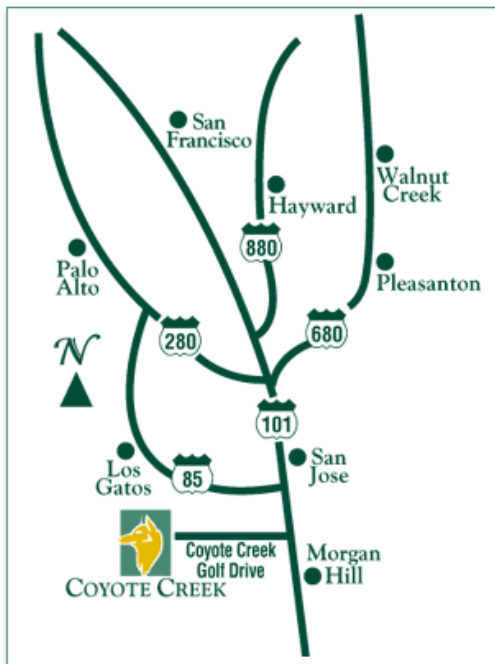 San
Francisco
Walnut
Creek
Hayward
880
Palo
Alto
Pleasanton
280
680
N
101
Los
Gatos
85
San
Jose
Coyote Creek
Golf Drive
Morgan
Hill
COYOTE CREEK